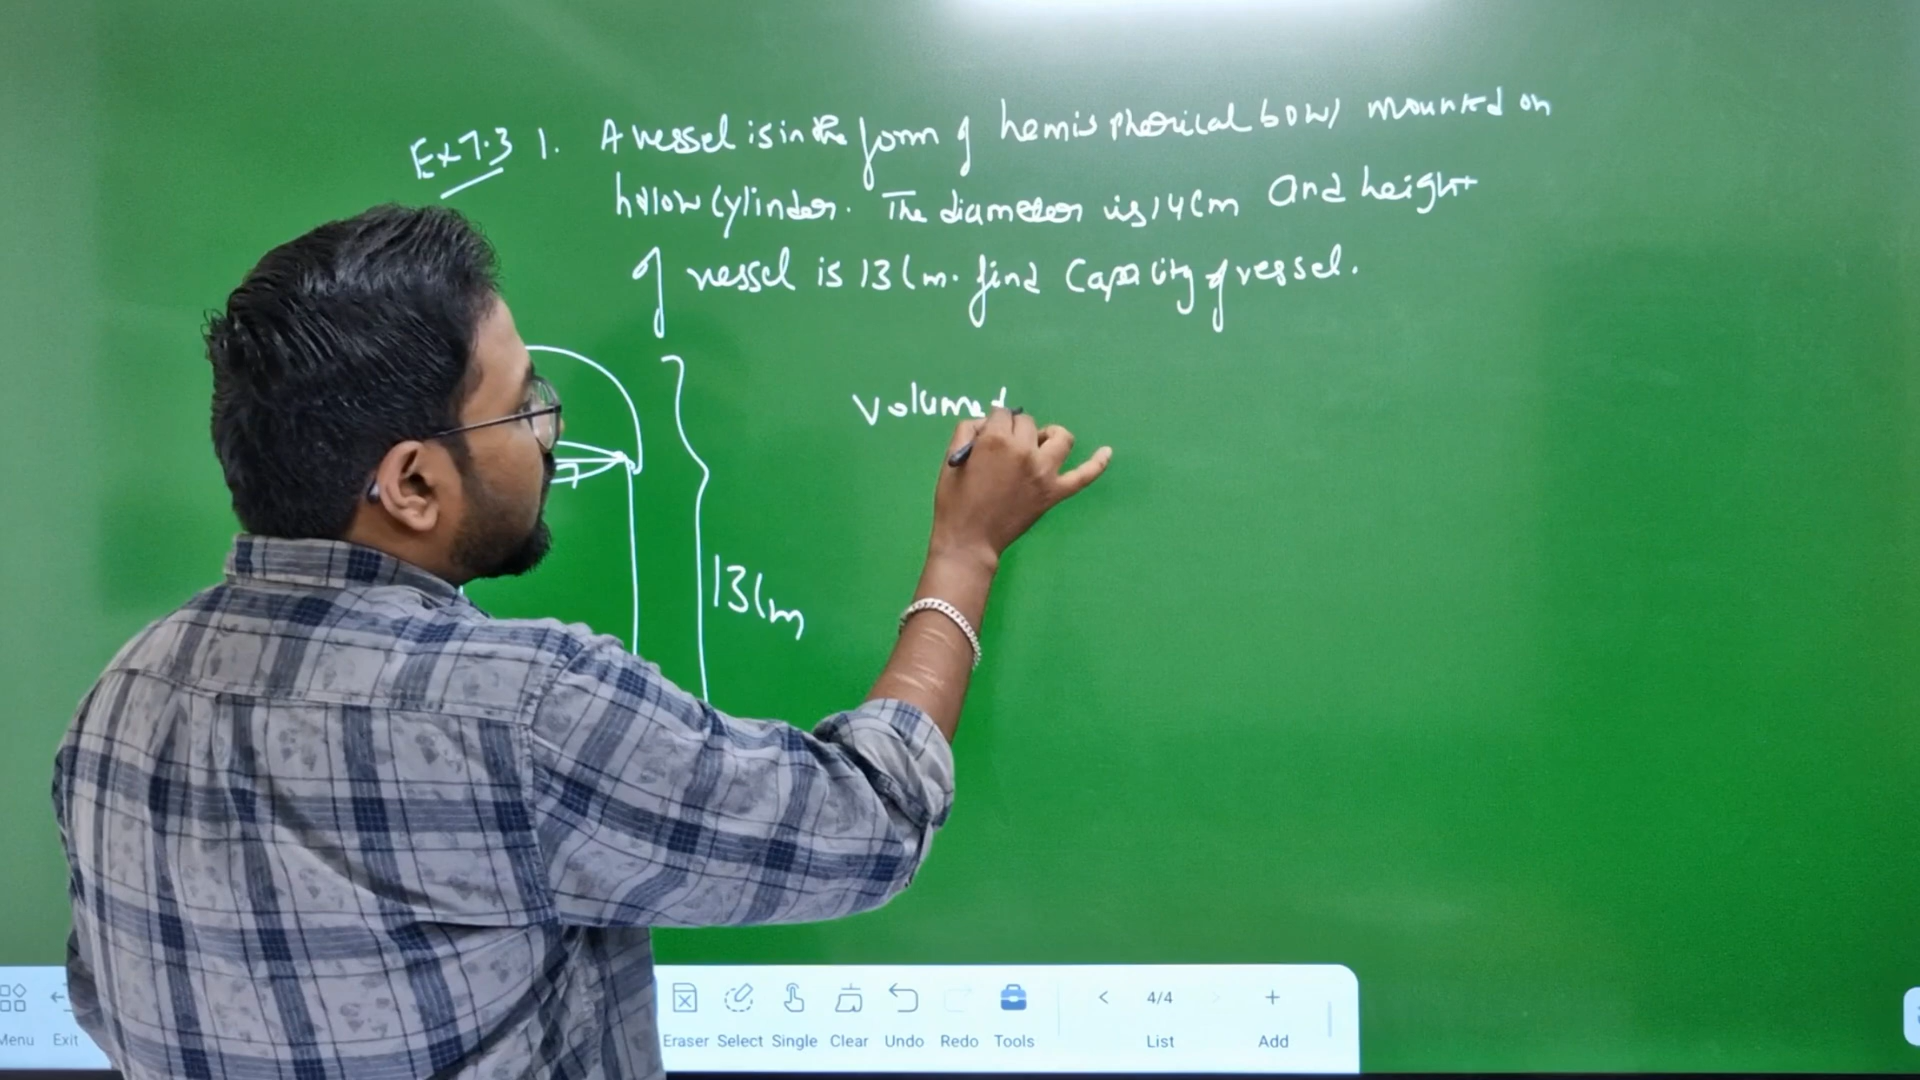 Ex 7.3 1. A vessel is in the form of hemispherical bowl mounted on
hollow cylinder. The diameter is 14cm and height
of vessel is 13cm. find Capacity of vessel.
Volume
7
13cm
Menu Exit Eraser Select Single Clear Undo Redo Tools < 4/4 List + Add